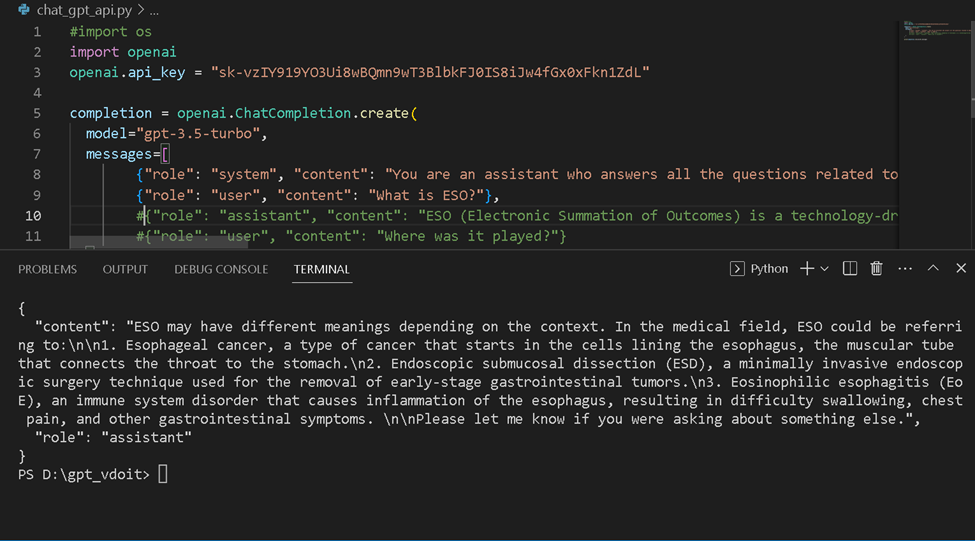 chat_gpt_api.py > ...
1 #import os
2 import openai
3 openai.api_key = "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"
4
5 completion = openai.ChatCompletion.create(
6 model="gpt-3.5-turbo",
7 messages=[
8 {"role": "system", "content": "You are an assistant who answers all the questions related to
9 {"role": "user", "content": "What is ESO?"},
10 #{"role": "assistant", "content": "ESO (Electronic Summation of Outcomes) is a technology-dr
11 #{"role": "user", "content": "Where was it played?"}
PROBLEMS OUTPUT DEBUG CONSOLE TERMINAL Python
{
"content": "ESO may have different meanings depending on the context. In the medical field, ESO could be referri
ng to:\n\n1. Esophageal cancer, a type of cancer that starts in the cells lining the esophagus, the muscular tube
that connects the throat to the stomach.\n2. Endoscopic submucosal dissection (ESD), a minimally invasive endoscop
ic surgery technique used for the removal of early-stage gastrointestinal tumors.\n3. Eosinophilic esophagitis (Eo
E), an immune system disorder that causes inflammation of the esophagus, resulting in difficulty swallowing, chest
pain, and other gastrointestinal symptoms. \n\nPlease let me know if you were asking about something else.",
"role": "assistant"
}
PS D:\gpt_vdoit>